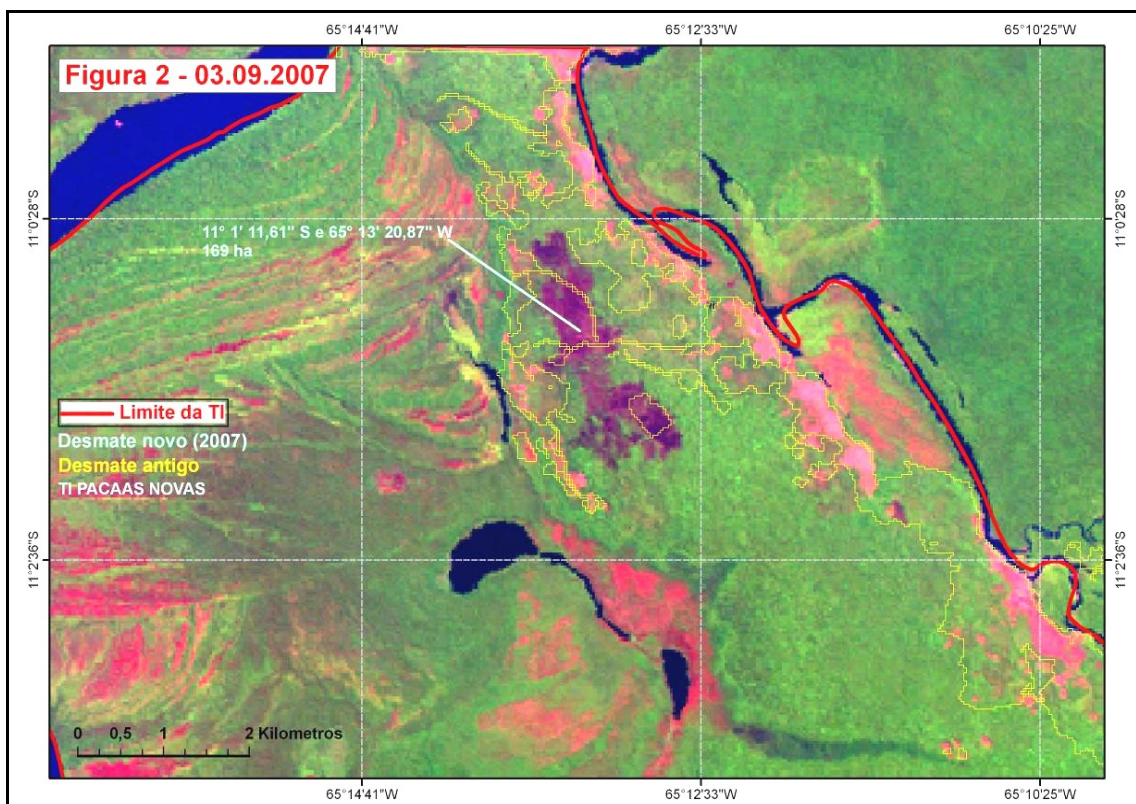 65°14'41"W
65°12'33"W
65°10'25"W
Figura 2 - 03.09.2007
11°0'28"S
11°0'28"S
11° 1' 11,61" S e 65° 13' 20,87" W
169 ha
Limite da TI
Desmate novo (2007)
Desmate antigo
TI PACAAS NOVAS
11°2'36"S
11°2'36"S
0 0,5 1 2 Kilometros
65°14'41"W
65°12'33"W
65°10'25"W